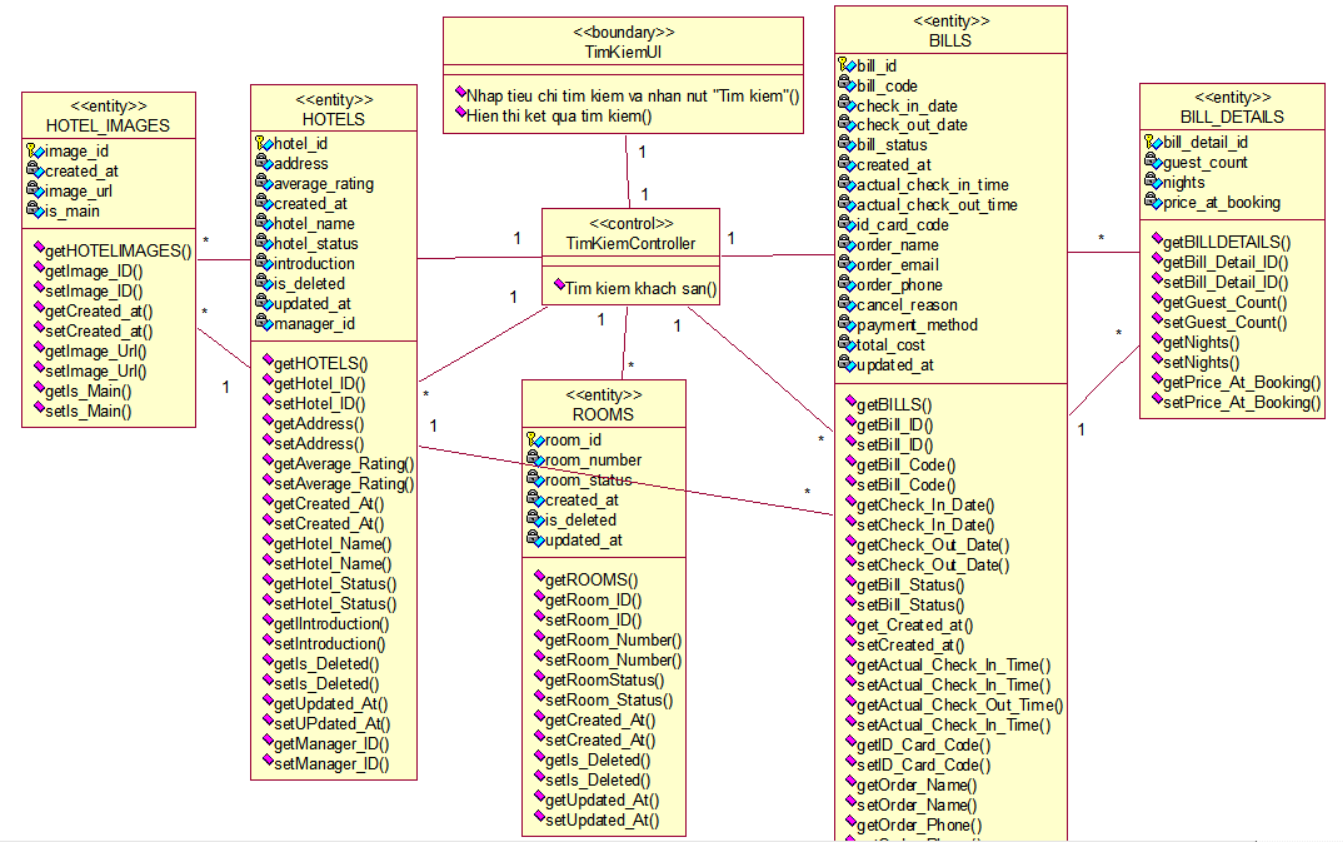 <<boundary>>
TimKiemUI
Nhap tieu chi tim kiem va nhan nut "Tim kiem"()
Hien thi ket qua tim kiem()
<<entity>>
HOTEL_IMAGES
image_id
created_at
image_url
is_main
getHOTELIMAGES()
getImage_ID()
setImage_ID()
getCreated_at()
setCreated_at()
getImage_Url()
setImage_Url()
getIs_Main()
setIs_Main()
*
*
1
<<entity>>
HOTELS
hotel_id
address
average_rating
created_at
hotel_name
hotel_status
introduction
is_deleted
updated_at
manager_id
getHOTELS()
getHotel_ID()
setHotel_ID()
getAddress()
setAddress()
getAverage_Rating()
setAverage_Rating()
getCreated_At()
setCreated_At()
getHotel_Name()
setHotel_Name()
getHotel_Status()
setHotel_Status()
getIIntroduction()
setIntroduction()
getIs_Deleted()
setIs_Deleted()
getUpdated_At()
setUPdated_At()
getManager_ID()
setManager_ID()
1
1
*
1
1
1
<<control>>
TimKiemController
Tim kiem khach san()
1
1
1
*
*
*
<<entity>>
ROOMS
room_id
room_number
room_status
created_at
is_deleted
updated_at
getROOMS()
getRoom_ID()
setRoom_ID()
getRoom_Number()
setRoom_Number()
getRoomStatus()
setRoom_Status()
getCreated_At()
setCreated_At()
getIs_Deleted()
setIs_Deleted()
getUpdated_At()
setUpdated_At()
<<entity>>
BILLS
bill_id
bill_code
check_in_date
check_out_date
bill_status
created_at
actual_check_in_time
actual_check_out_time
id_card_code
order_name
order_email
order_phone
cancel_reason
payment_method
total_cost
updated_at
getBILLS()
getBill_ID()
setBill_ID()
getBill_Code()
setBill_Code()
getCheck_In_Date()
setCheck_In_Date()
getCheck_Out_Date()
setCheck_Out_Date()
getBill_Status()
setBill_Status()
get_Created_at()
setCreated_at()
getActual_Check_In_Time()
setActual_Check_In_Time()
getActual_Check_Out_Time()
setActual_Check_In_Time()
getID_Card_Code()
setID_Card_Code()
getOrder_Name()
setOrder_Name()
getOrder_Phone()
*
*
1
<<entity>>
BILL_DETAILS
bill_detail_id
guest_count
nights
price_at_booking
getBILLDETAILS()
getBill_Detail_ID()
setBill_Detail_ID()
getGuest_Count()
setGuest_Count()
getNights()
setNights()
getPrice_At_Booking()
setPrice_At_Booking()